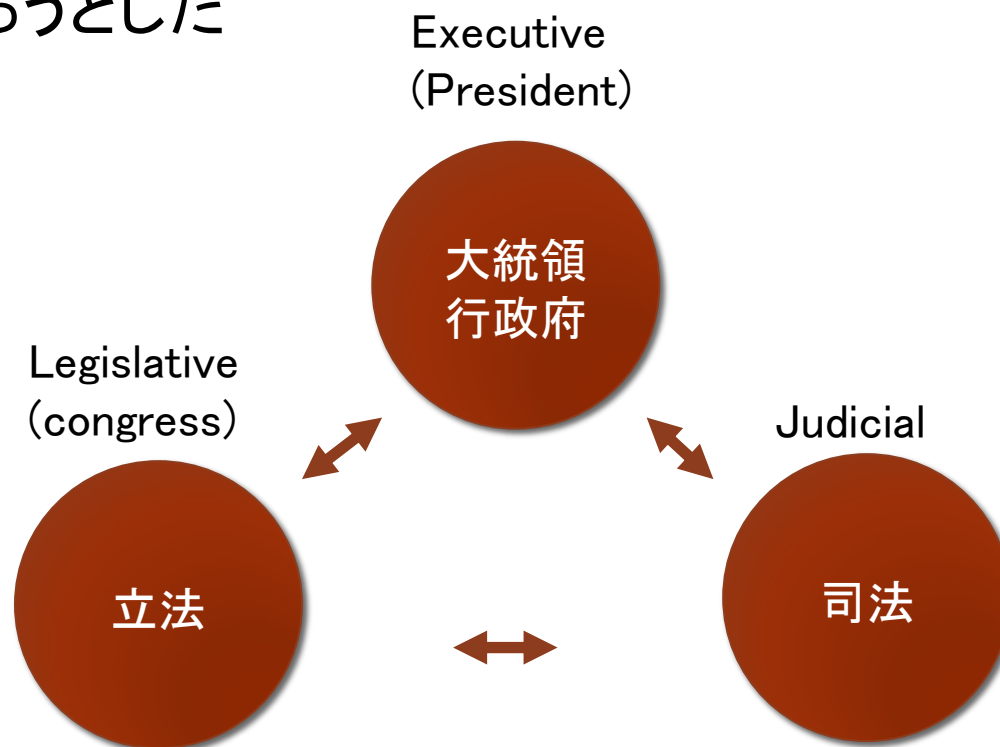 うとした
Executive
(President)
大統領
行政府
Legislative
(congress)
Judicial
立法
司法